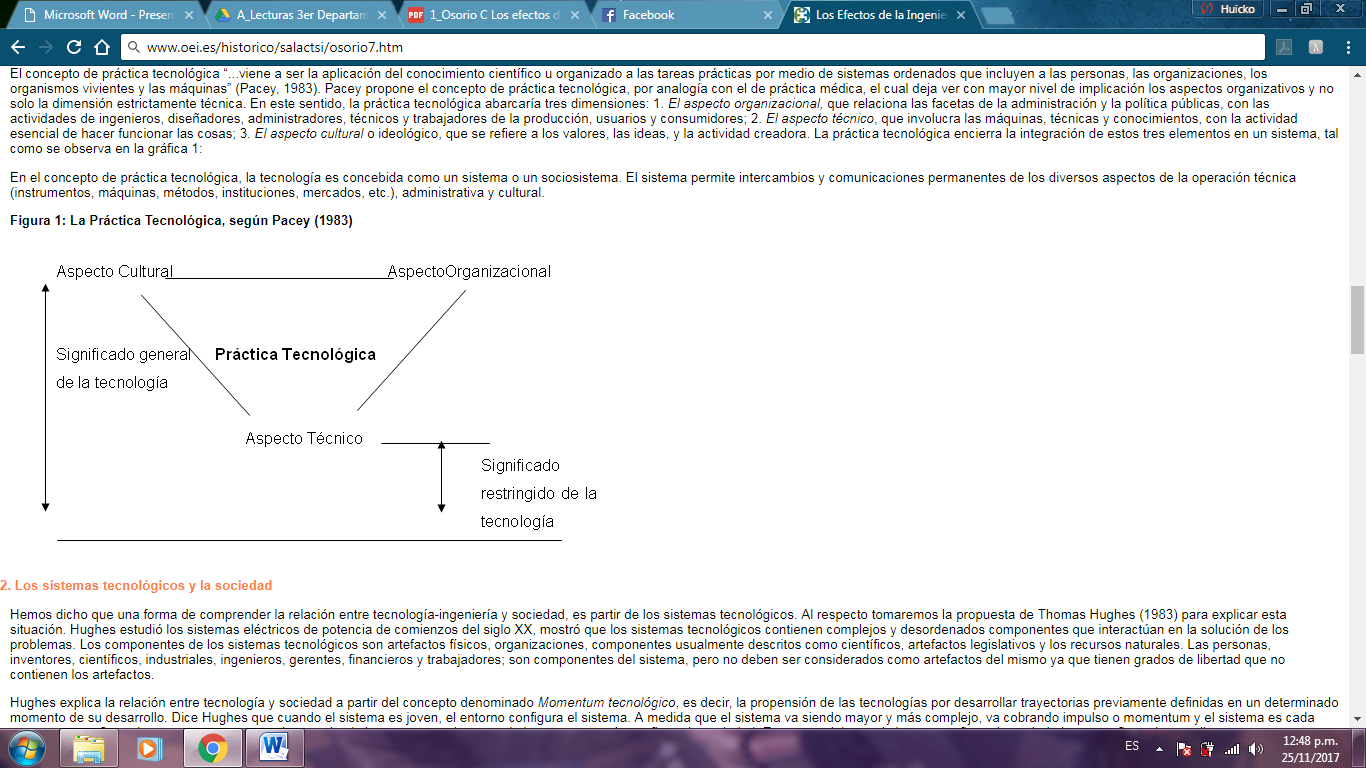 Microsoft Word - Presen
A_Lecturas 3er Departam
1_Osorio C Los efectos d
Facebook
Los Efectos de la Ingenie
Huicko
www.oei.es/historico/salactsi/osorio7.htm
El concepto de práctica tecnológica “...viene a ser la aplicación del conocimiento científico u organizado a las tareas prácticas por medio de sistemas ordenados que incluyen a las personas, las organizaciones, los
organismos vivientes y las máquinas” (Pacey, 1983). Pacey propone el concepto de práctica tecnológica, por analogía con el de práctica médica, el cual deja ver con mayor nivel de implicación los aspectos organizativos y no
solo la dimensión estrictamente técnica. En este sentido, la práctica tecnológica abarcaría tres dimensiones: 1. El aspecto organizacional, que relaciona las facetas de la administración y la política públicas, con las
actividades de ingenieros, diseñadores, administradores, técnicos y trabajadores de la producción, usuarios y consumidores; 2. El aspecto técnico, que involucra las máquinas, técnicas y conocimientos, con la actividad
esencial de hacer funcionar las cosas; 3. El aspecto cultural o ideológico, que se refiere a los valores, las ideas, y la actividad creadora. La práctica tecnológica encierra la integración de estos tres elementos en un sistema, tal
como se observa en la gráfica 1:
En el concepto de práctica tecnológica, la tecnología es concebida como un sistema o un sociosistema. El sistema permite intercambios y comunicaciones permanentes de los diversos aspectos de la operación técnica
(instrumentos, máquinas, métodos, instituciones, mercados, etc.), administrativa y cultural.
Figura 1: La Práctica Tecnológica, según Pacey (1983)
Aspecto Cultural
AspectoOrganizacional
Significado general
de la tecnología
Práctica Tecnológica
Aspecto Técnico
Significado
restringido de la
tecnología
2. Los sistemas tecnológicos y la sociedad
Hemos dicho que una forma de comprender la relación entre tecnología-ingeniería y sociedad, es partir de los sistemas tecnológicos. Al respecto tomaremos la propuesta de Thomas Hughes (1983) para explicar esta
situación. Hughes estudió los sistemas eléctricos de potencia de comienzos del siglo XX, mostró que los sistemas tecnológicos contienen complejos y desordenados componentes que interactúan en la solución de los
problemas. Los componentes de los sistemas tecnológicos son artefactos físicos, organizaciones, componentes usualmente descritos como científicos, artefactos legislativos y los recursos naturales. Las personas,
inventores, científicos, industriales, ingenieros, gerentes, financieros y trabajadores; son componentes del sistema, pero no deben ser considerados como artefactos del mismo ya que tienen grados de libertad que no
contienen los artefactos.
Hughes explica la relación entre tecnología y sociedad a partir del concepto denominado Momentum tecnológico, es decir, la propensión de las tecnologías por desarrollar trayectorias previamente definidas en un determinado
momento de su desarrollo. Dice Hughes que cuando el sistema es joven, el entorno configura el sistema. A medida que el sistema va siendo mayor y más complejo, va cobrando impulso o momentum y el sistema es cada
ES
12:48 p.m.
25/11/2017